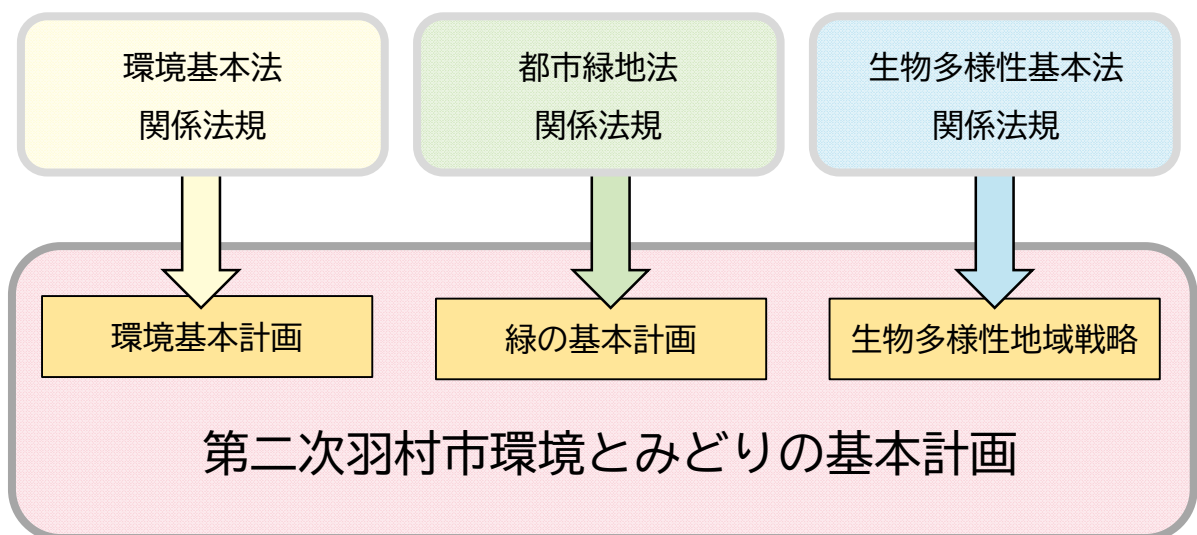 環境基本法
関係法規
都市緑地法
関係法規
生物多様性基本法
関係法規
環境基本計画
緑の基本計画
生物多様性地域戦略
第二次羽村市環境とみどりの基本計画